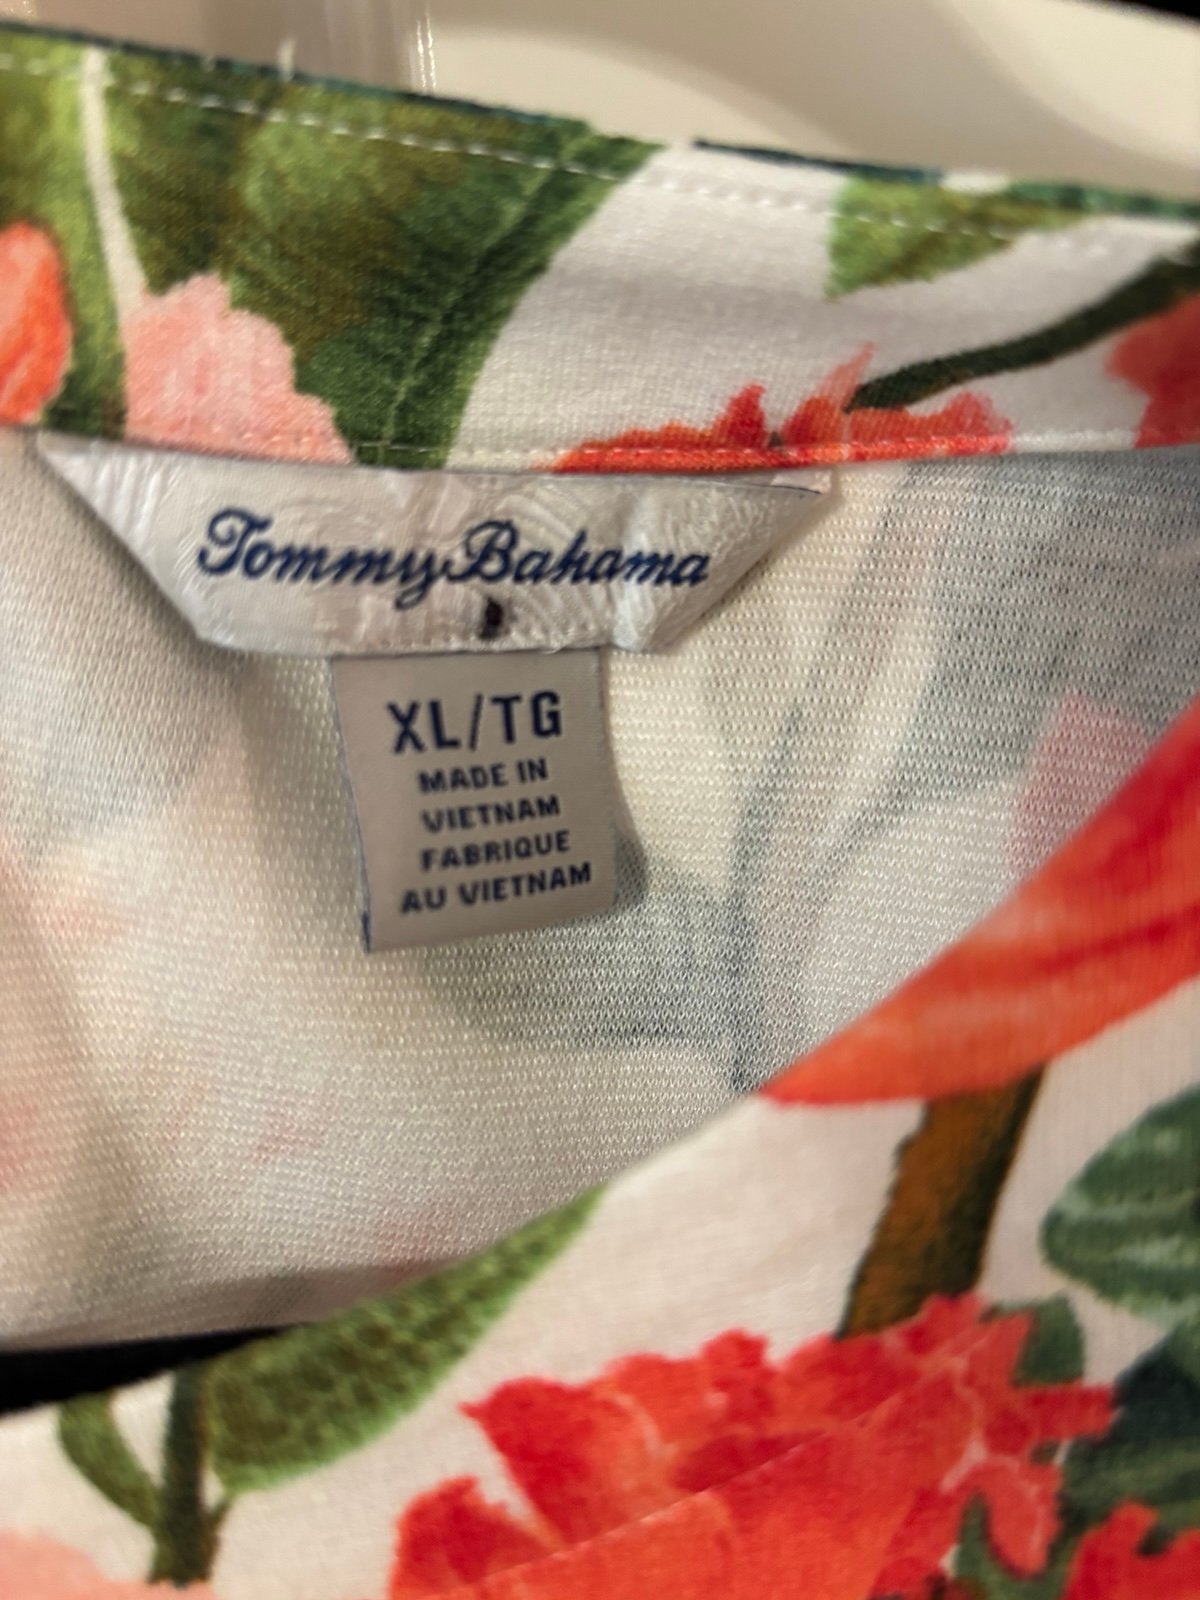 Tommy Bahama
XL/TG
MADE IN
VIETNAM
FABRIQUE
AU VIETNAM